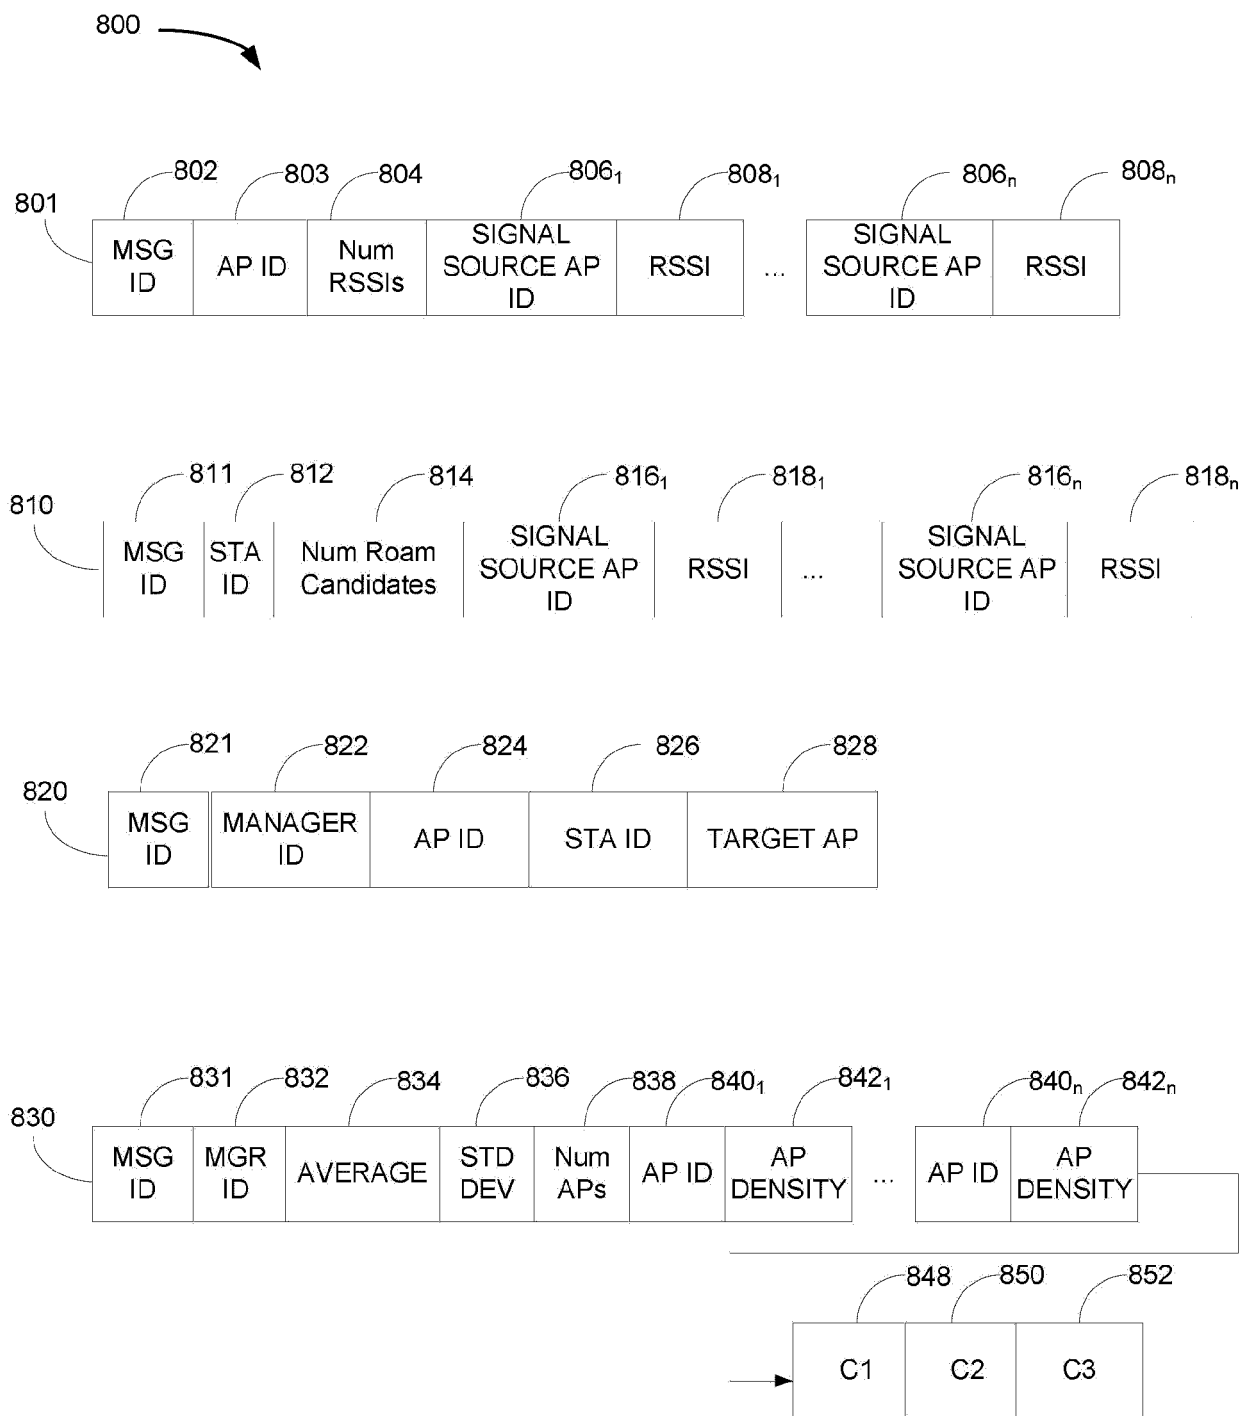 800
802 803 804 806₁ 808₁ 806ₙ 808ₙ
801
MSG ID
AP ID
Num RSSIs
SIGNAL SOURCE AP ID
RSSI
...
SIGNAL SOURCE AP ID
RSSI
811 812 814 816₁ 818₁ 816ₙ 818ₙ
810
MSG ID
STA ID
Num Roam Candidates
SIGNAL SOURCE AP ID
RSSI
...
SIGNAL SOURCE AP ID
RSSI
821 822 824 826 828
820
MSG ID
MANAGER ID
AP ID
STA ID
TARGET AP
831 832 834 836 838 840₁ 842₁ 840ₙ 842ₙ
830
MSG ID
MGR ID
AVERAGE
STD DEV
Num APs
AP ID
AP DENSITY
...
AP ID
AP DENSITY
848 850 852
C1
C2
C3